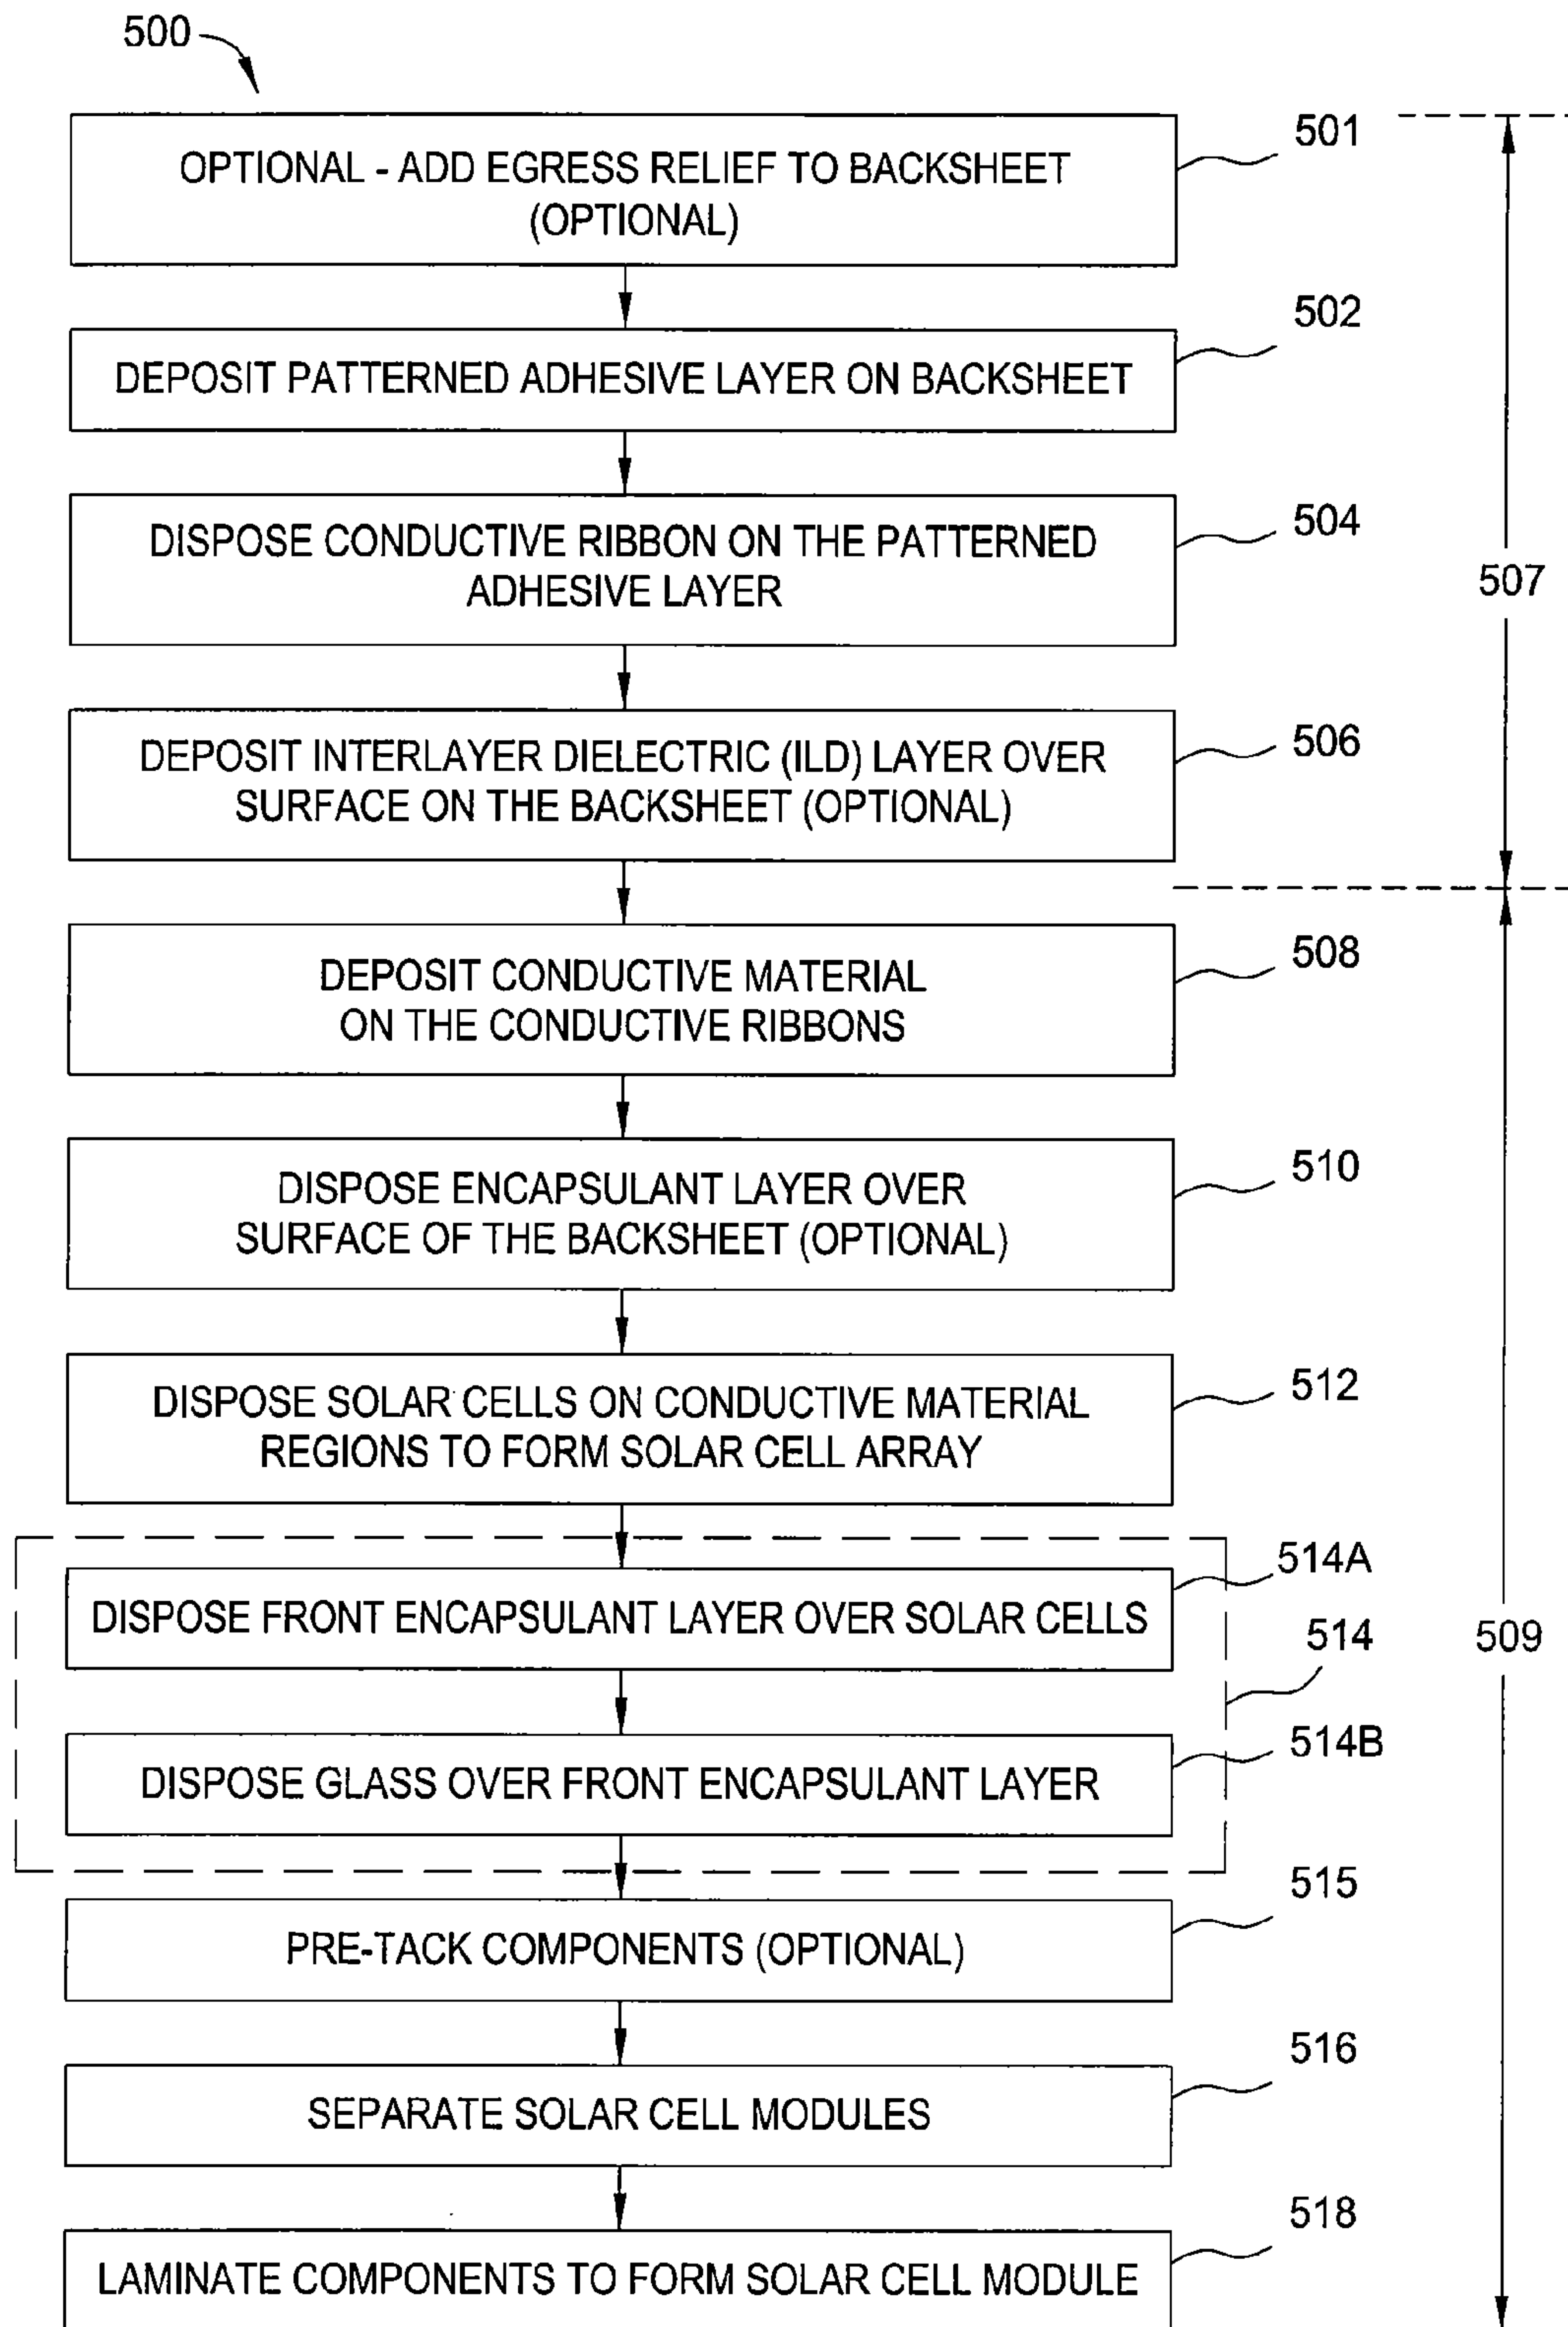 500
OPTIONAL - ADD EGRESS RELIEF TO BACKSHEET
(OPTIONAL)
501
DEPOSIT PATTERNED ADHESIVE LAYER ON BACKSHEET
502
DISPOSE CONDUCTIVE RIBBON ON THE PATTERNED
ADHESIVE LAYER
504
507
DEPOSIT INTERLAYER DIELECTRIC (ILD) LAYER OVER
SURFACE ON THE BACKSHEET (OPTIONAL)
506
DEPOSIT CONDUCTIVE MATERIAL
ON THE CONDUCTIVE RIBBONS
508
DISPOSE ENCAPSULANT LAYER OVER
SURFACE OF THE BACKSHEET (OPTIONAL)
510
DISPOSE SOLAR CELLS ON CONDUCTIVE MATERIAL
REGIONS TO FORM SOLAR CELL ARRAY
512
DISPOSE FRONT ENCAPSULANT LAYER OVER SOLAR CELLS
514A
514
509
DISPOSE GLASS OVER FRONT ENCAPSULANT LAYER
514B
PRE-TACK COMPONENTS (OPTIONAL)
515
SEPARATE SOLAR CELL MODULES
516
LAMINATE COMPONENTS TO FORM SOLAR CELL MODULE
518